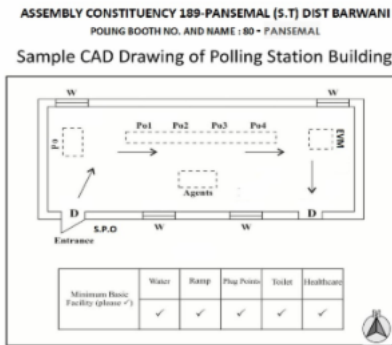 ASSEMBLY CONSTITUENCY 189-PANSEMAL (S.T) DIST BARWANI
POLING BOOTH NO. AND NAME : 80 - PANSEMAL
Sample CAD Drawing of Polling Station Building
W W
Po1 Po2 Po3 Po4
Po
EVM
Agents
D D
S.P.O
Entrance
W W
Minimum Basic Facility (please ✓) Water Ramp Plug Points Toilet Healthcare
✓ ✓ ✓ ✓ ✓